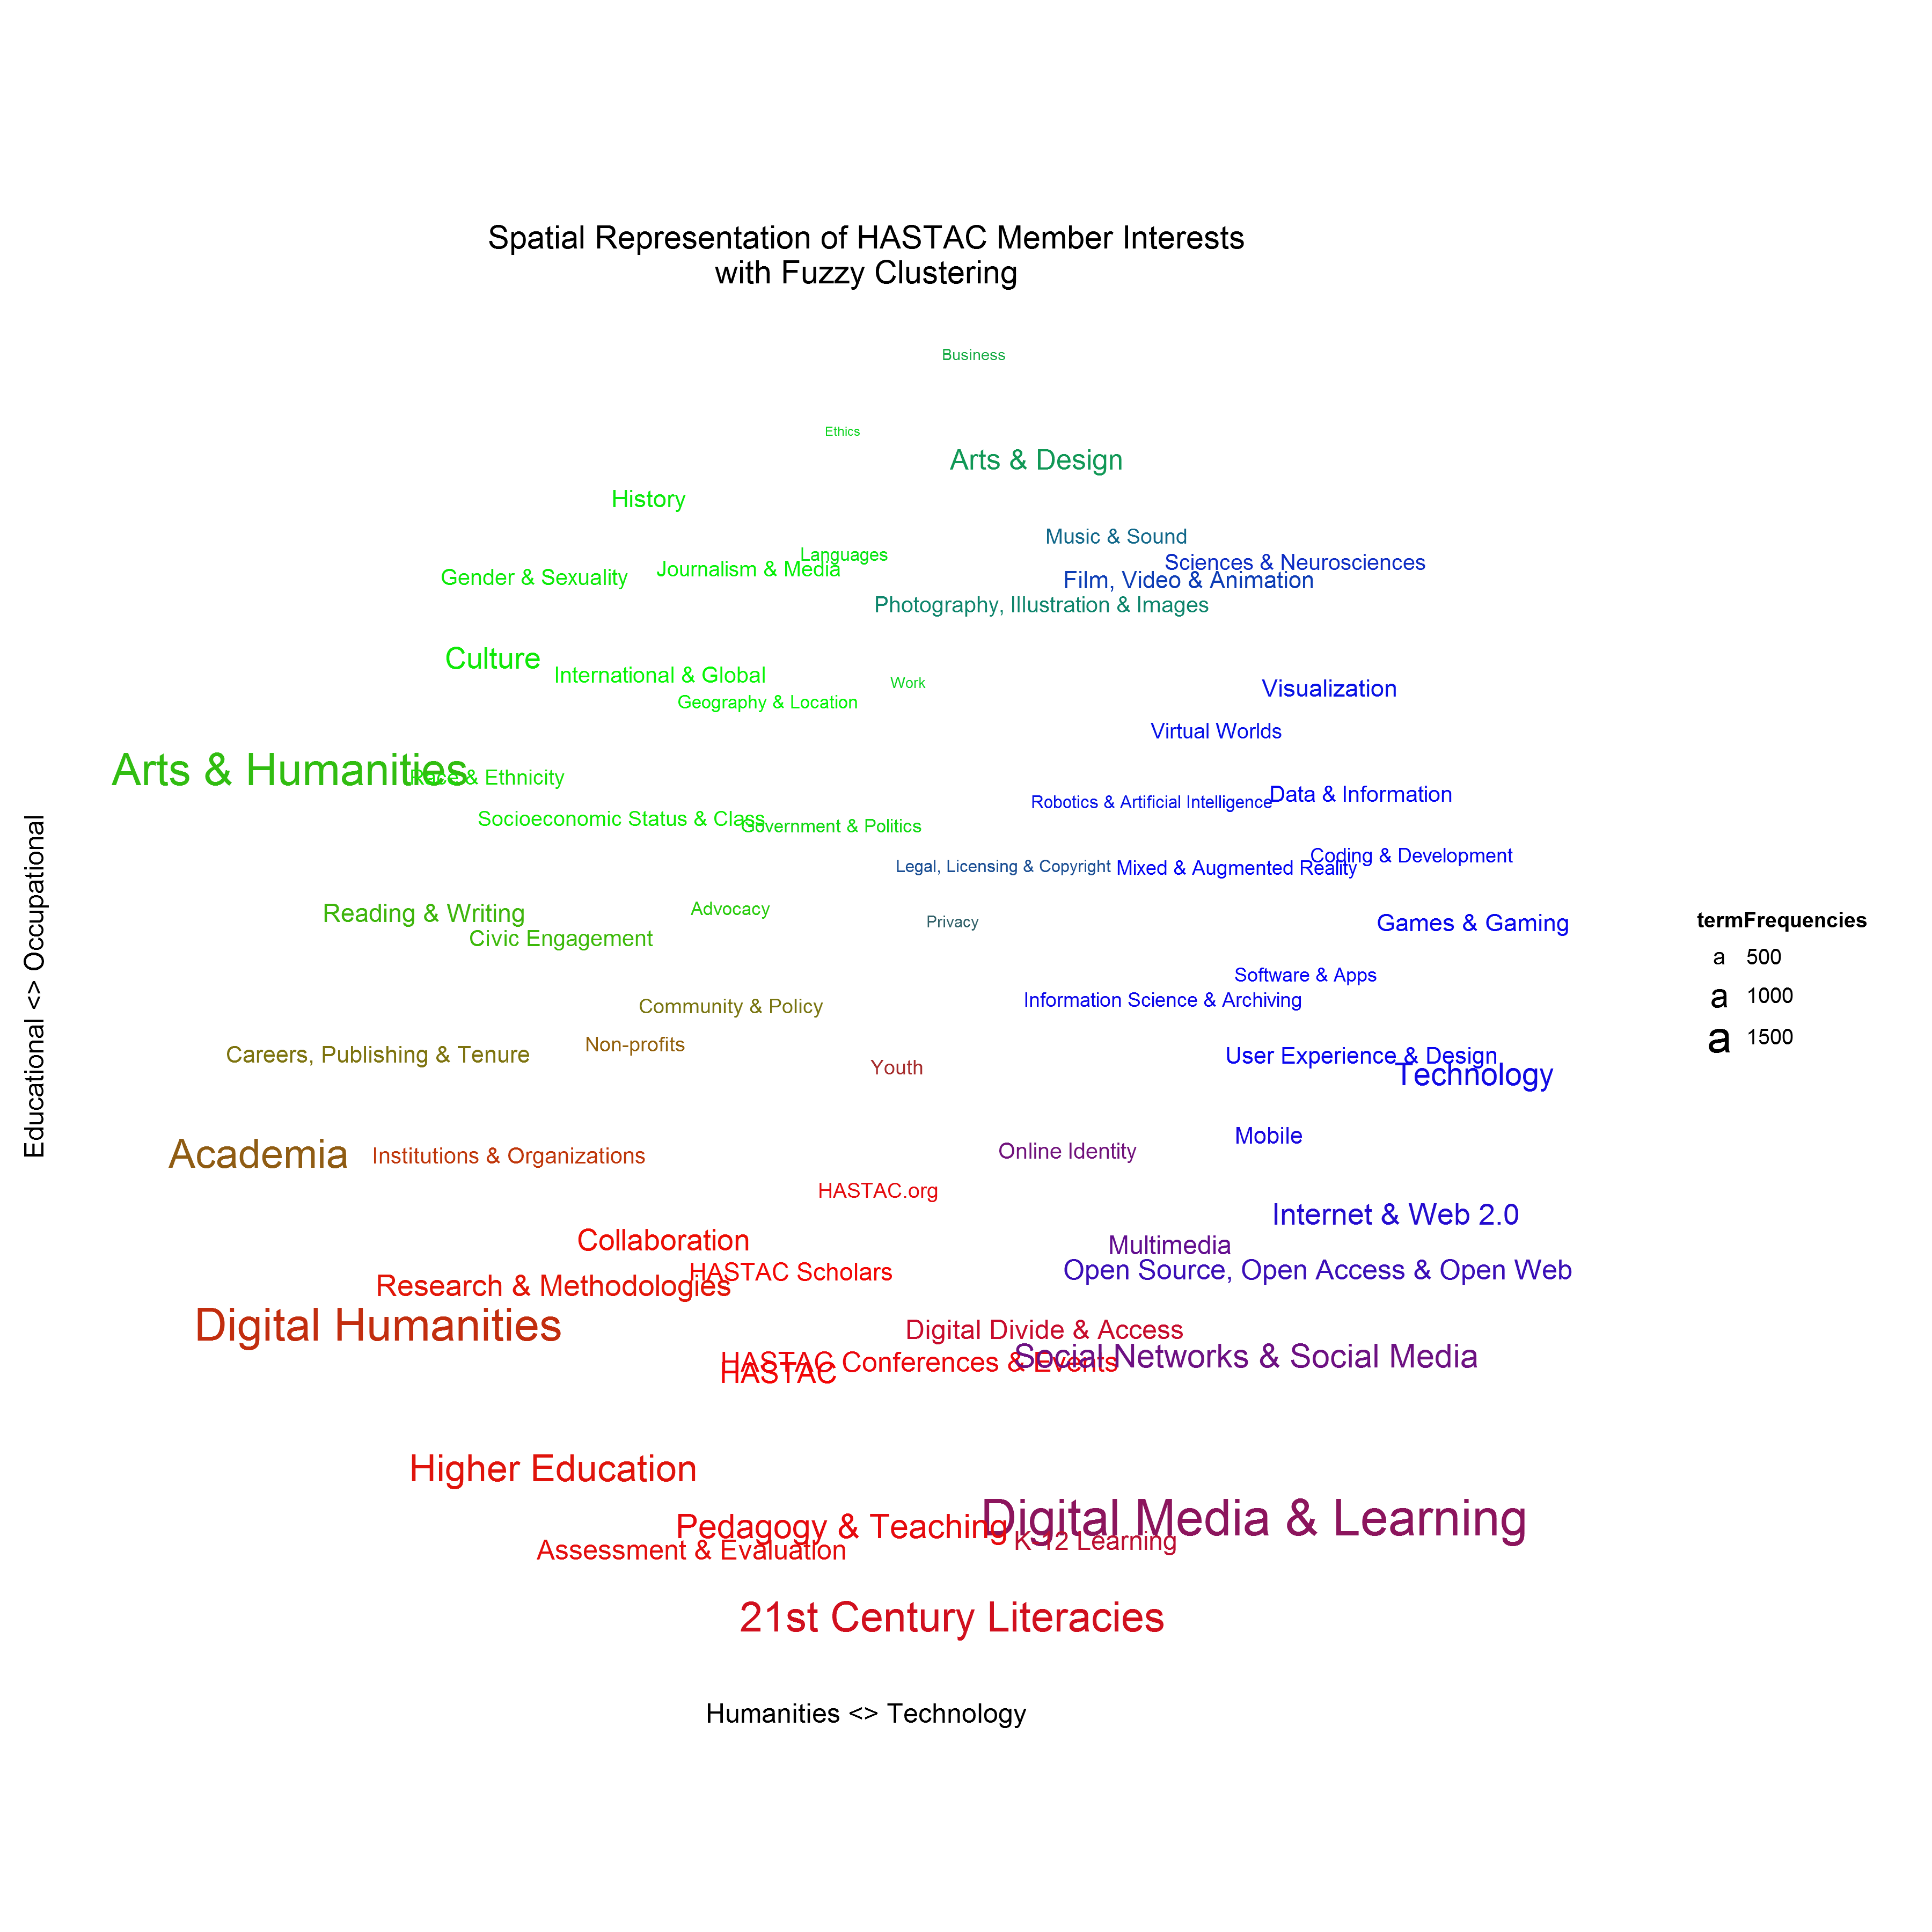 Spatial Representation of HASTAC Member Interests
with Fuzzy Clustering
Business
Ethics
Arts & Design
History
Music & Sound
Languages
Sciences & Neurosciences
Journalism & Media
Gender & Sexuality
Film, Video & Animation
Photography, Illustration & Images
Culture
International & Global
Work
Visualization
Geography & Location
Virtual Worlds
Arts & Humanities
Race & Ethnicity
Data & Information
Robotics & Artificial Intelligence
Socioeconomic Status & Class
Government & Politics
Coding & Development
Legal, Licensing & Copyright
Mixed & Augmented Reality
Reading & Writing
Advocacy
Privacy
Games & Gaming
Civic Engagement
Software & Apps
Information Science & Archiving
Community & Policy
Non-profits
Careers, Publishing & Tenure
User Experience & Design
Youth
Technology
Mobile
Academia
Institutions & Organizations
Online Identity
HASTAC.org
Internet & Web 2.0
Collaboration
Multimedia
HASTAC Scholars
Open Source, Open Access & Open Web
Research & Methodologies
Digital Humanities
Digital Divide & Access
HASTAC Conferences & Events
Social Networks & Social Media
HASTAC
Higher Education
Digital Media & Learning
Pedagogy & Teaching
K-12 Learning
Assessment & Evaluation
21st Century Literacies
Humanities <> Technology
Educational <> Occupational
termFrequencies
a 500
a 1000
a 1500